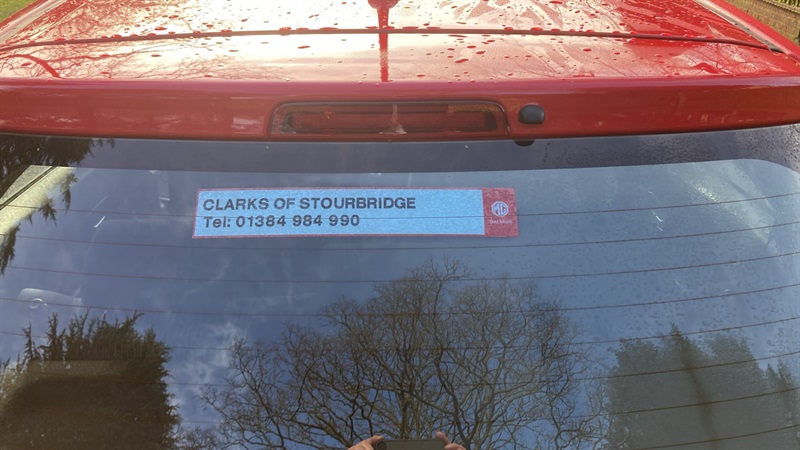 CLARKS OF STOURBRIDGE
Tel: 01384 984 990
MG